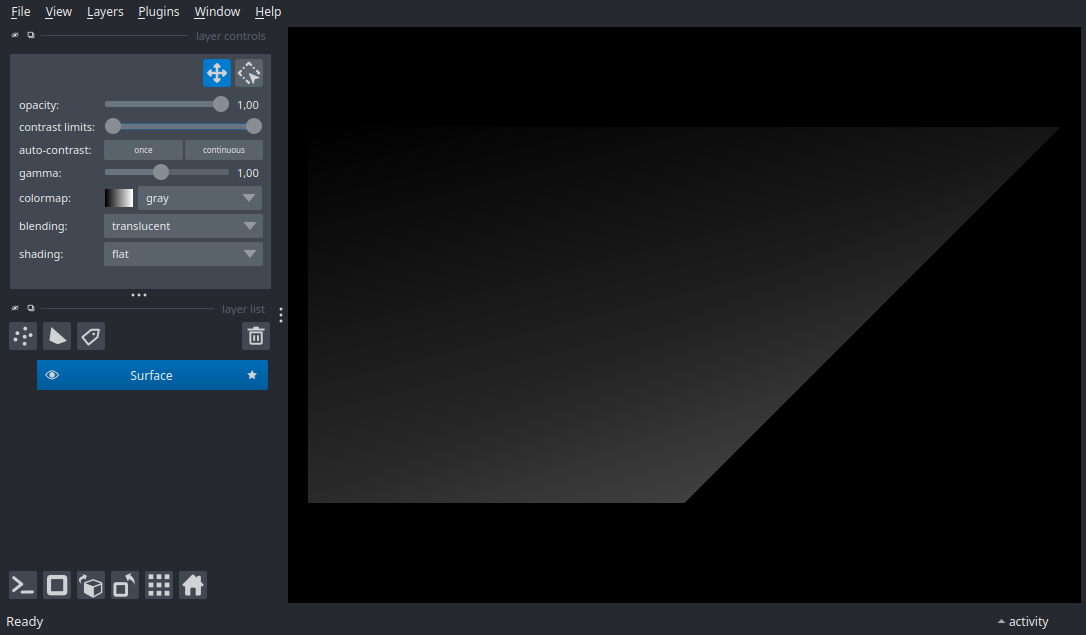 File View Layers Plugins Window Help
layer controls
opacity: 1,00
contrast limits:
auto-contrast: once continuous
gamma: 1,00
colormap: gray
blending: translucent
shading: flat
layer list
Surface
Ready activity